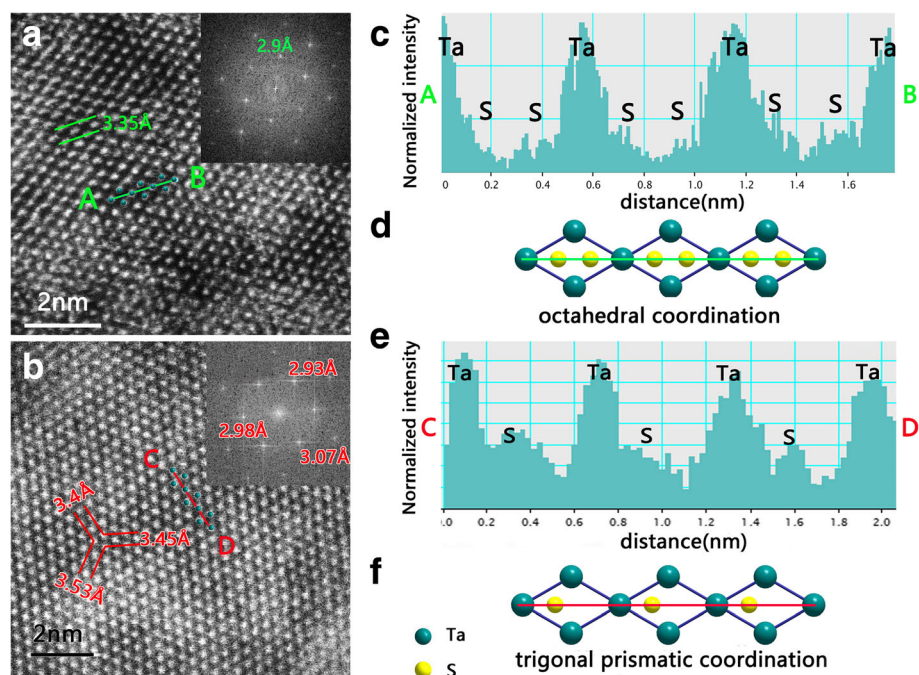 a
2.9Å
3.35Å
A
B
2nm
b
2.93Å
2.98Å
3.07Å
C
D
3.4Å
3.45Å
3.53Å
2nm
c
Normalized intensity
Ta
Ta
Ta
Ta
A
B
S
S
S
S
S
S
0
0.2
0.4
0.6
0.8
1.0
1.2
1.4
1.6
distance(nm)
d
octahedral coordination
e
Normalized intensity
Ta
Ta
Ta
Ta
C
D
S
S
S
.0
0.2
0.4
0.6
0.8
1.0
1.2
1.4
1.6
1.8
2.0
distance(nm)
f
Ta
S
trigonal prismatic coordination